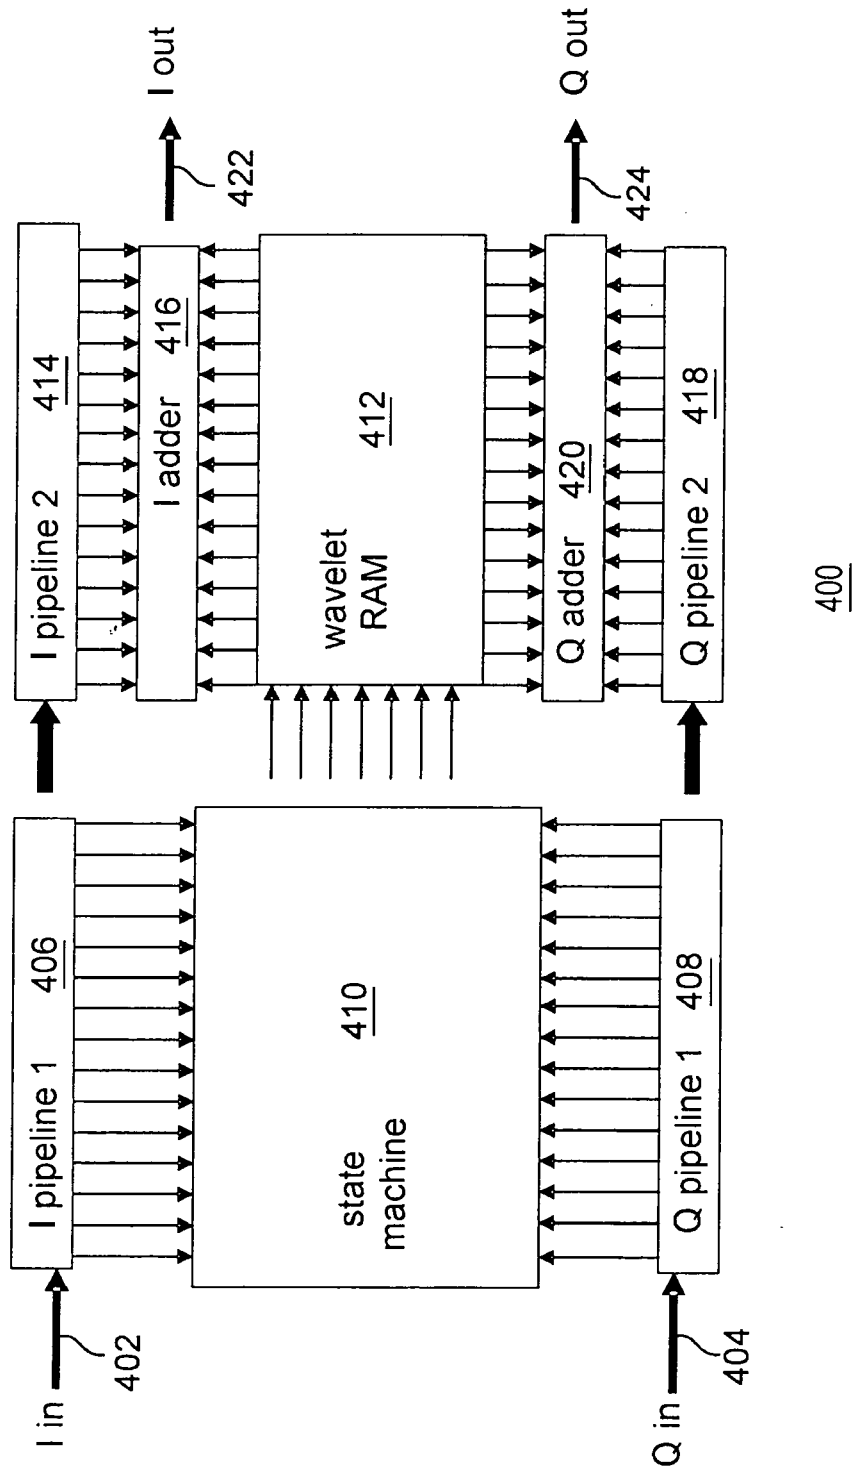 I in
402
I pipeline 1
406
I pipeline 2
414
I adder
416
422
I out
state
machine
410
wavelet
RAM
412
Q adder
420
424
Q out
Q in
404
Q pipeline 1
408
Q pipeline 2
418
400